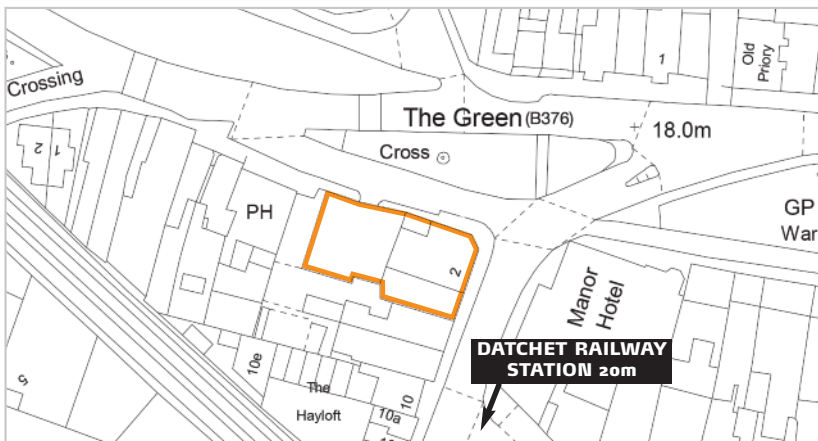 Crossing
1
2
The Green (B376)
1
Old
Priory
18.0m
Cross
PH
2
GP
War
Manor
Hotel
DATCHET RAILWAY
STATION 20m
5
10e
The
Hayloft
10
10a